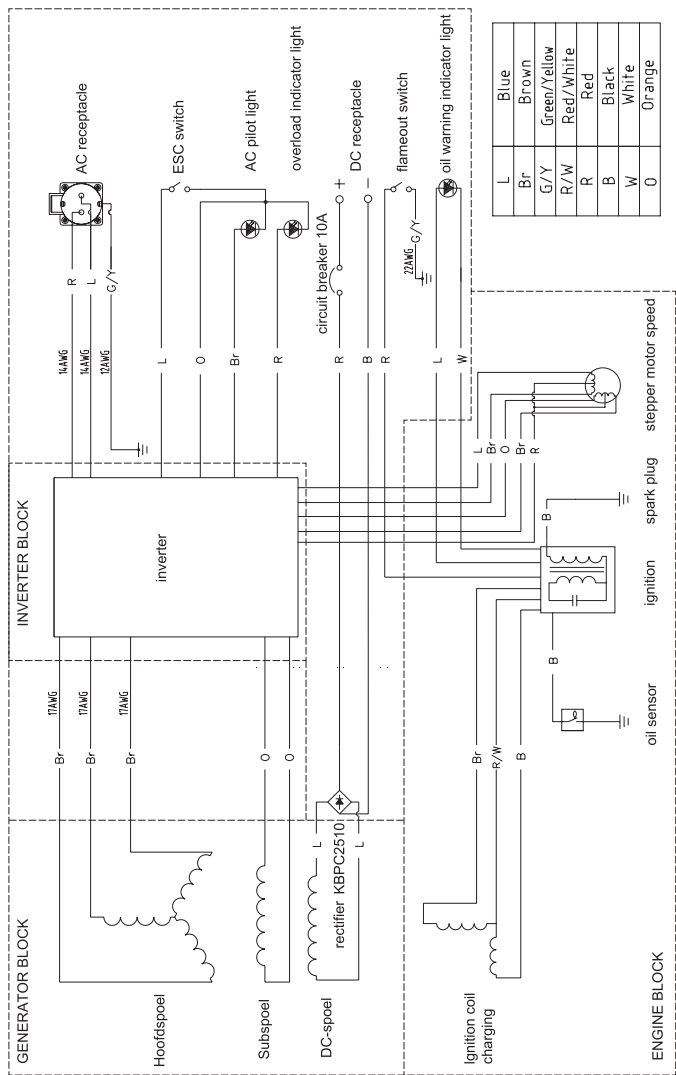 GENERATOR BLOCK
Hoofdspoel
Subspoel
DC-spoel
Br
Br
Br
17AWG
17AWG
17AWG
O
O
L
L
rectifier KBPC2510
INVERTER BLOCK
inverter
14AWG
14AWG
12AWG
R
L
G/Y
AC receptacle
L
O
Br
R
ESC switch
AC pilot light
overload indicator light
R
B
R
circuit breaker 10A
+
-
DC receptacle
flameout switch
22AWG
G/Y
L
W
oil warning indicator light
ENGINE BLOCK
Ignition coil
charging
Br
R/W
B
B
oil sensor
ignition
B
spark plug
L
Br
O
Br
R
stepper motor speed
L Blue
Br Brown
G/Y Green/Yellow
R/W Red/White
R Red
B Black
W White
O Orange